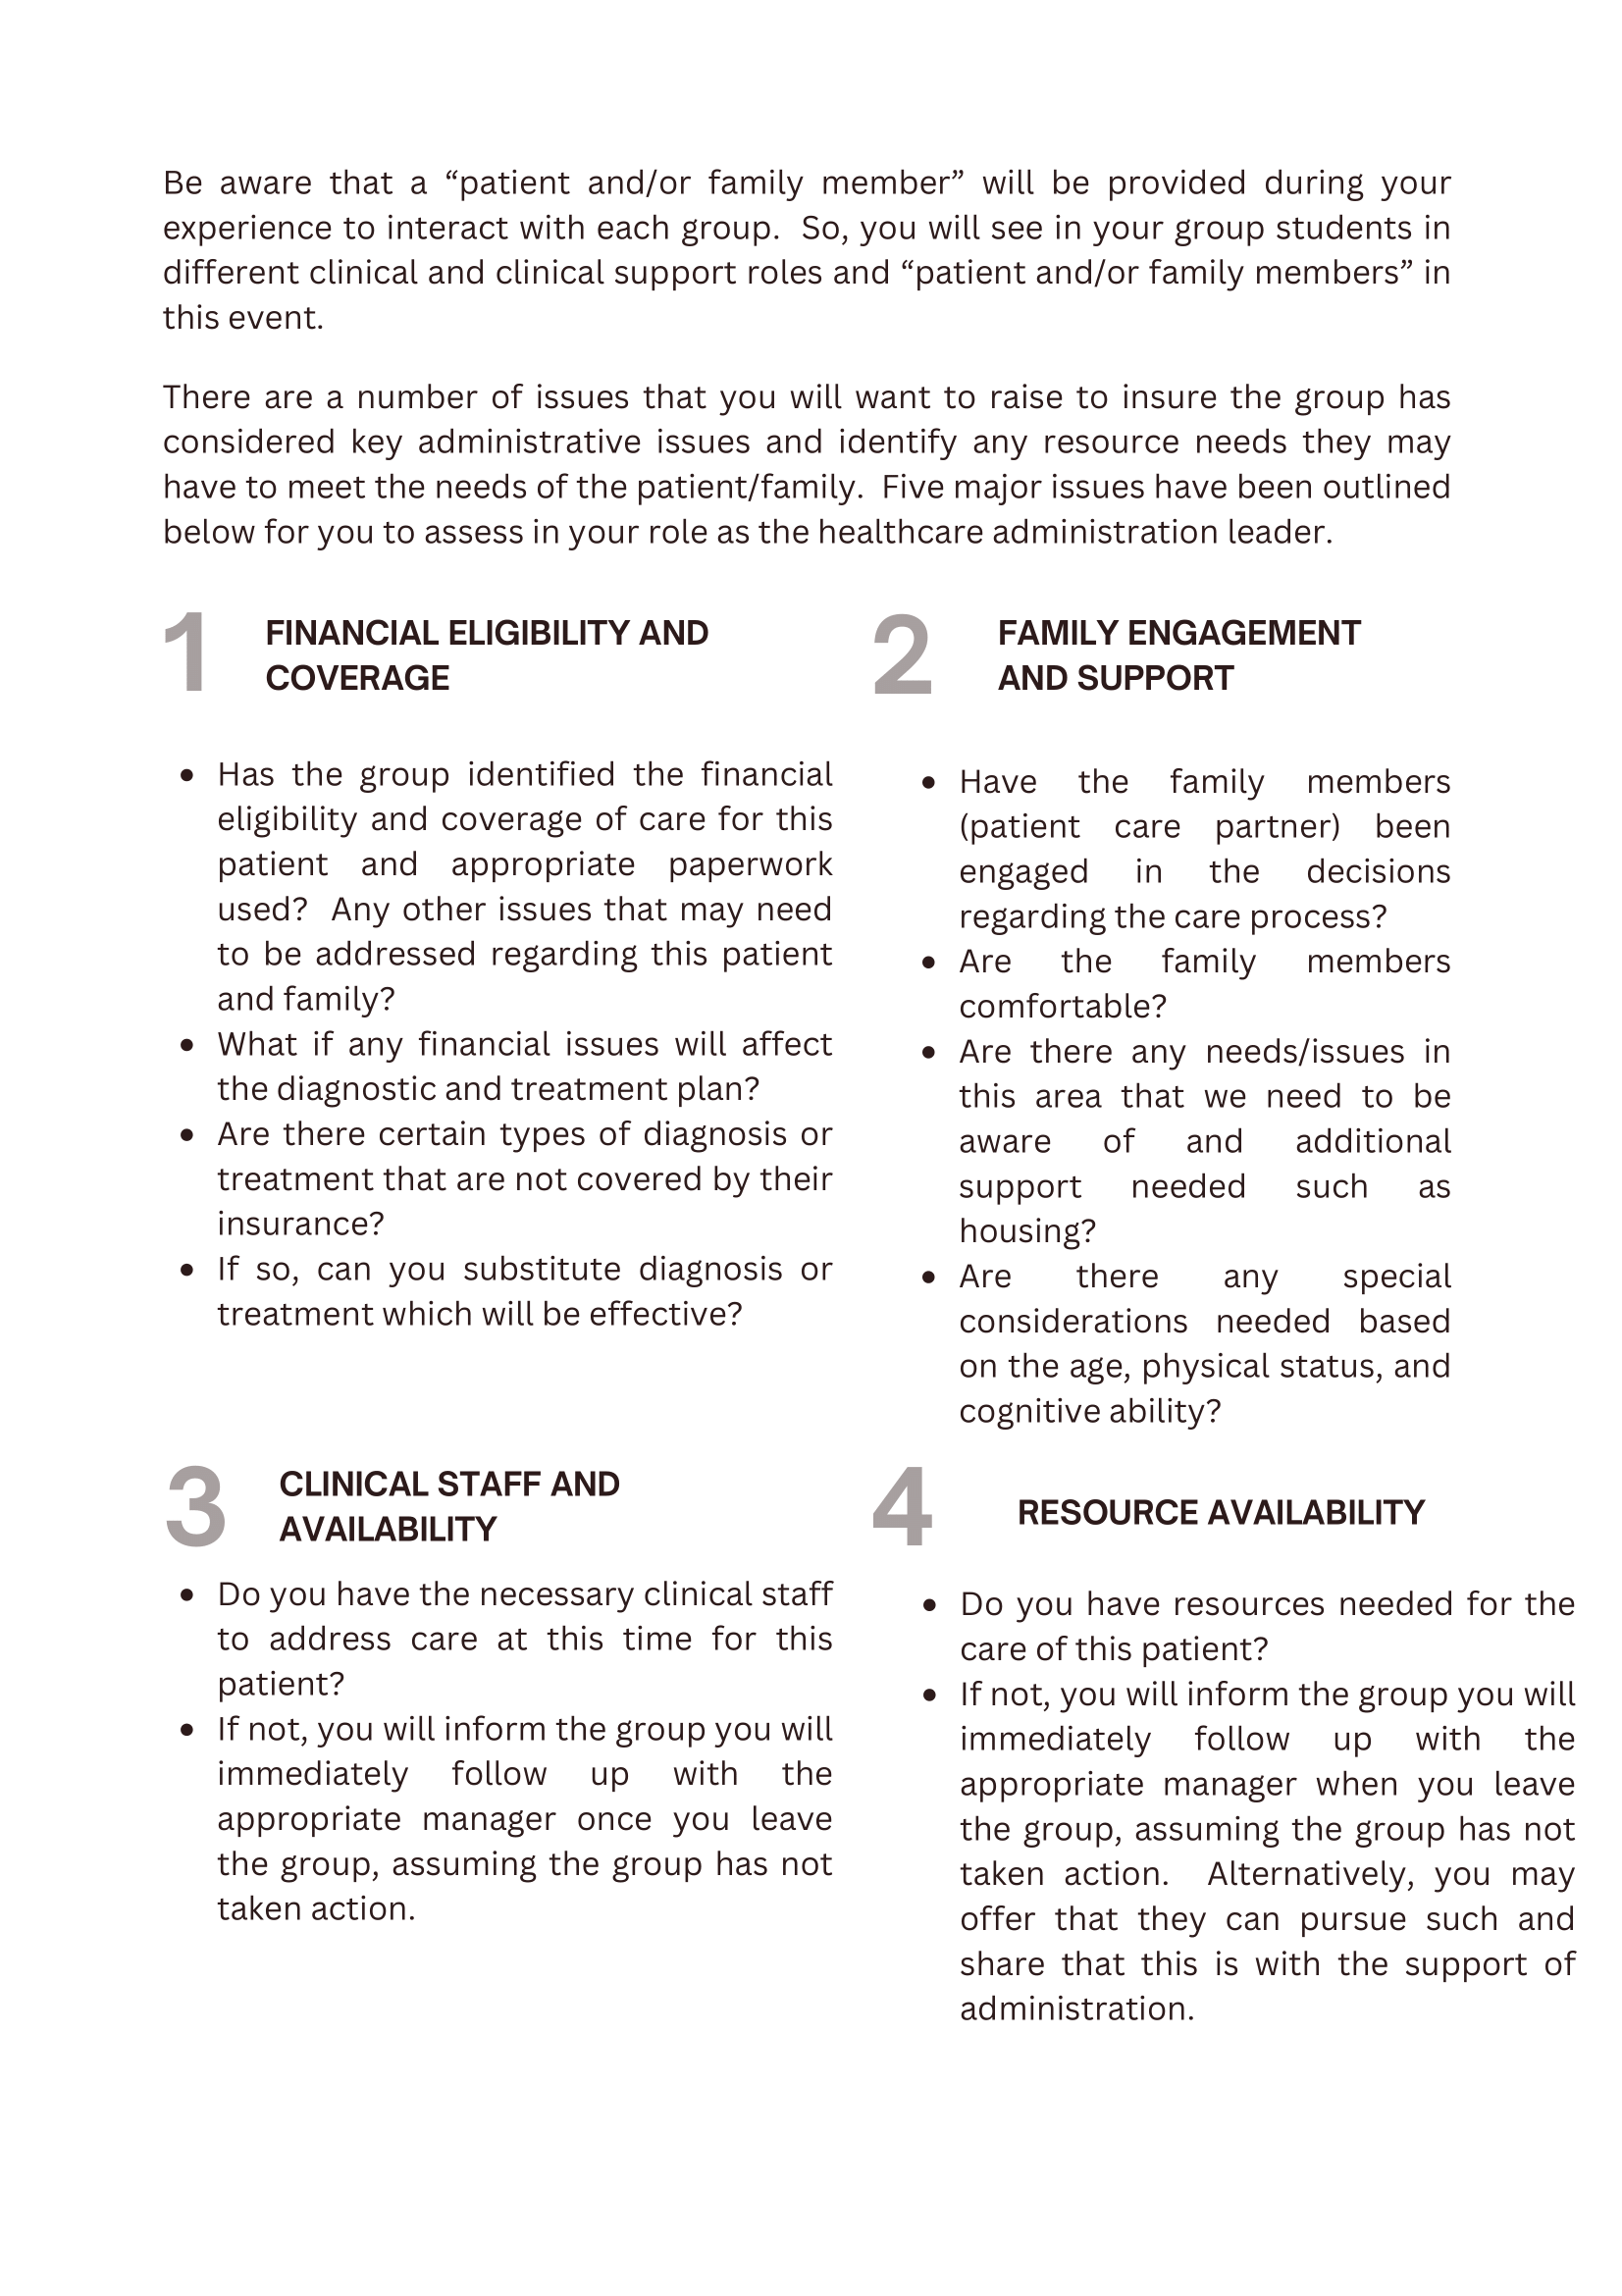 Be aware that a “patient and/or family member” will be provided during your
experience to interact with each group.  So, you will see in your group students in
different clinical and clinical support roles and “patient and/or family members” in
this event.
There are a number of issues that you will want to raise to insure the group has
considered key administrative issues and identify any resource needs they may
have to meet the needs of the patient/family.  Five major issues have been outlined
below for you to assess in your role as the healthcare administration leader.
1
FINANCIAL ELIGIBILITY AND
COVERAGE
• Has the group identified the financial
eligibility and coverage of care for this
patient and appropriate paperwork
used?  Any other issues that may need
to be addressed regarding this patient
and family?
• What if any financial issues will affect
the diagnostic and treatment plan?
• Are there certain types of diagnosis or
treatment that are not covered by their
insurance?
• If so, can you substitute diagnosis or
treatment which will be effective?
2
FAMILY ENGAGEMENT
AND SUPPORT
• Have the family members
(patient care partner) been
engaged in the decisions
regarding the care process?
• Are the family members
comfortable?
• Are there any needs/issues in
this area that we need to be
aware of and additional
support needed such as
housing?
• Are there any special
considerations needed based
on the age, physical status, and
cognitive ability?
3
CLINICAL STAFF AND
AVAILABILITY
• Do you have the necessary clinical staff
to address care at this time for this
patient?
• If not, you will inform the group you will
immediately follow up with the
appropriate manager once you leave
the group, assuming the group has not
taken action.
4
RESOURCE AVAILABILITY
• Do you have resources needed for the
care of this patient?
• If not, you will inform the group you will
immediately follow up with the
appropriate manager when you leave
the group, assuming the group has not
taken action.  Alternatively, you may
offer that they can pursue such and
share that this is with the support of
administration.